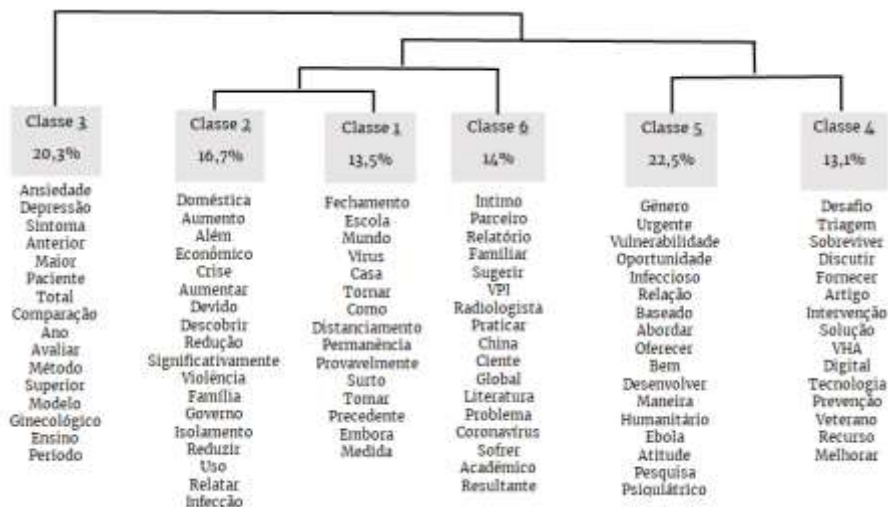 Classe 3
20,3%
Ansiedade
Depressão
Sintoma
Anterior
Maior
Paciente
Total
Comparação
Ano
Avaliar
Método
Superior
Modelo
Ginecológico
Ensino
Período
Classe 2
16,7%
Doméstica
Aumento
Além
Econômico
Crise
Aumentar
Devido
Descobrir
Redução
Significativamente
Violência
Família
Governo
Isolamento
Reduzir
Uso
Relatar
Infecção
Classe 1
13,5%
Fechamento
Escola
Mundo
Vírus
Casa
Tornar
Como
Distanciamento
Permanência
Provavelmente
Surto
Tomar
Precedente
Embora
Medida
Classe 6
14%
Íntimo
Parceiro
Relatório
Familiar
Sugerir
VPI
Radiologista
Praticar
China
Ciente
Global
Literatura
Problema
Coronavírus
Sofrer
Acadêmico
Resultante
Classe 5
22,5%
Gênero
Urgente
Vulnerabilidade
Oportunidade
Infeccioso
Relação
Baseado
Abordar
Oferecer
Bem
Desenvolver
Maneira
Humanitário
Ebola
Atitude
Pesquisa
Psiquiátrico
Classe 4
13,1%
Desafio
Triagem
Sobreviver
Discutir
Fornecer
Artigo
Intervenção
Solução
VHA
Digital
Tecnologia
Prevenção
Veterano
Recurso
Melhorar